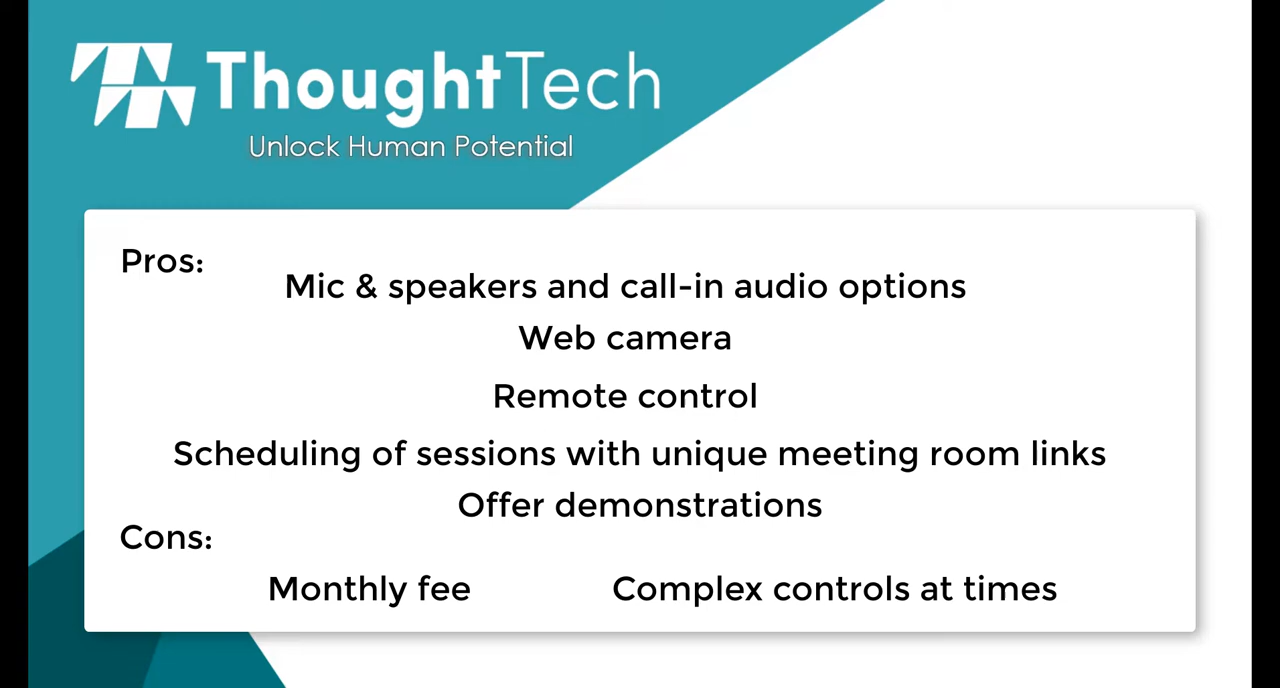 ThoughtTech
Unlock Human Potential
Pros:
Mic & speakers and call-in audio options
Web camera
Remote control
Scheduling of sessions with unique meeting room links
Offer demonstrations
Cons:
Monthly fee Complex controls at times